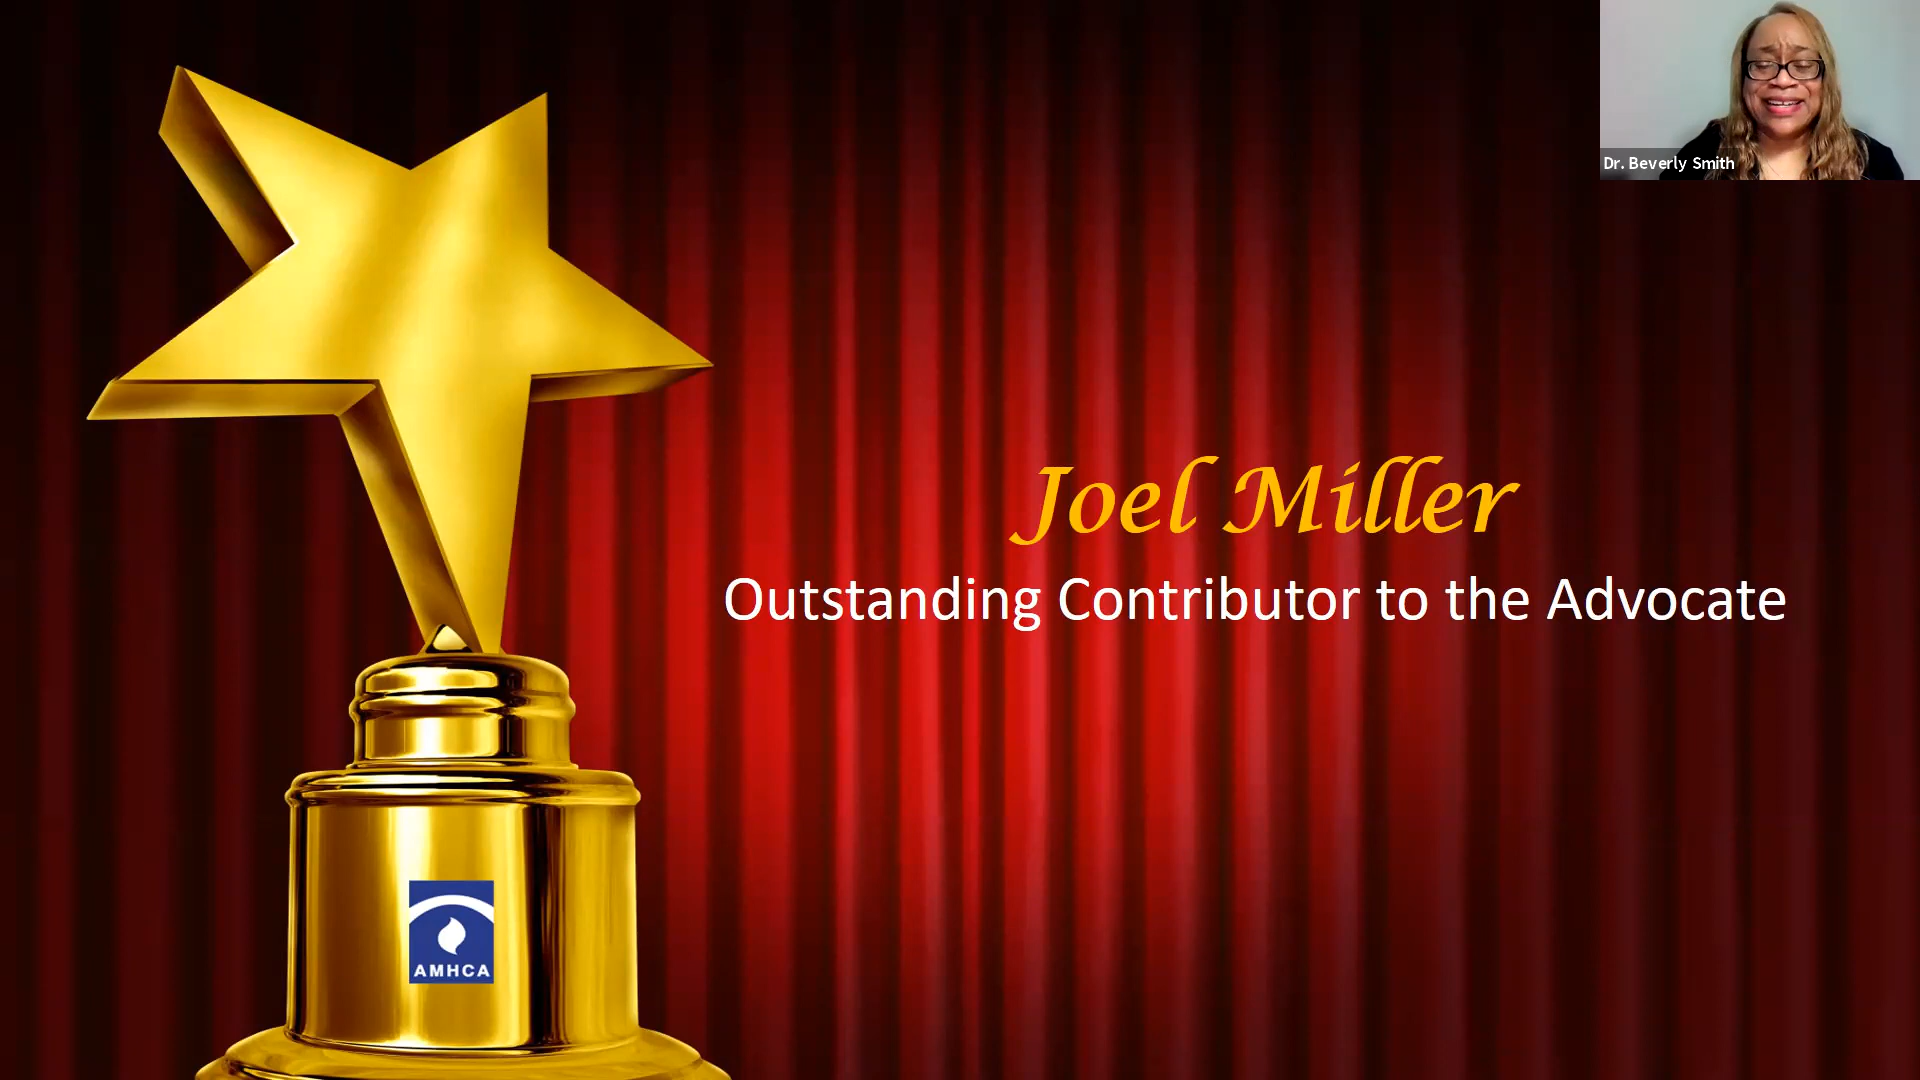 Dr. Beverly Smith
Joel Miller
Outstanding Contributor to the Advocate
AMHCA